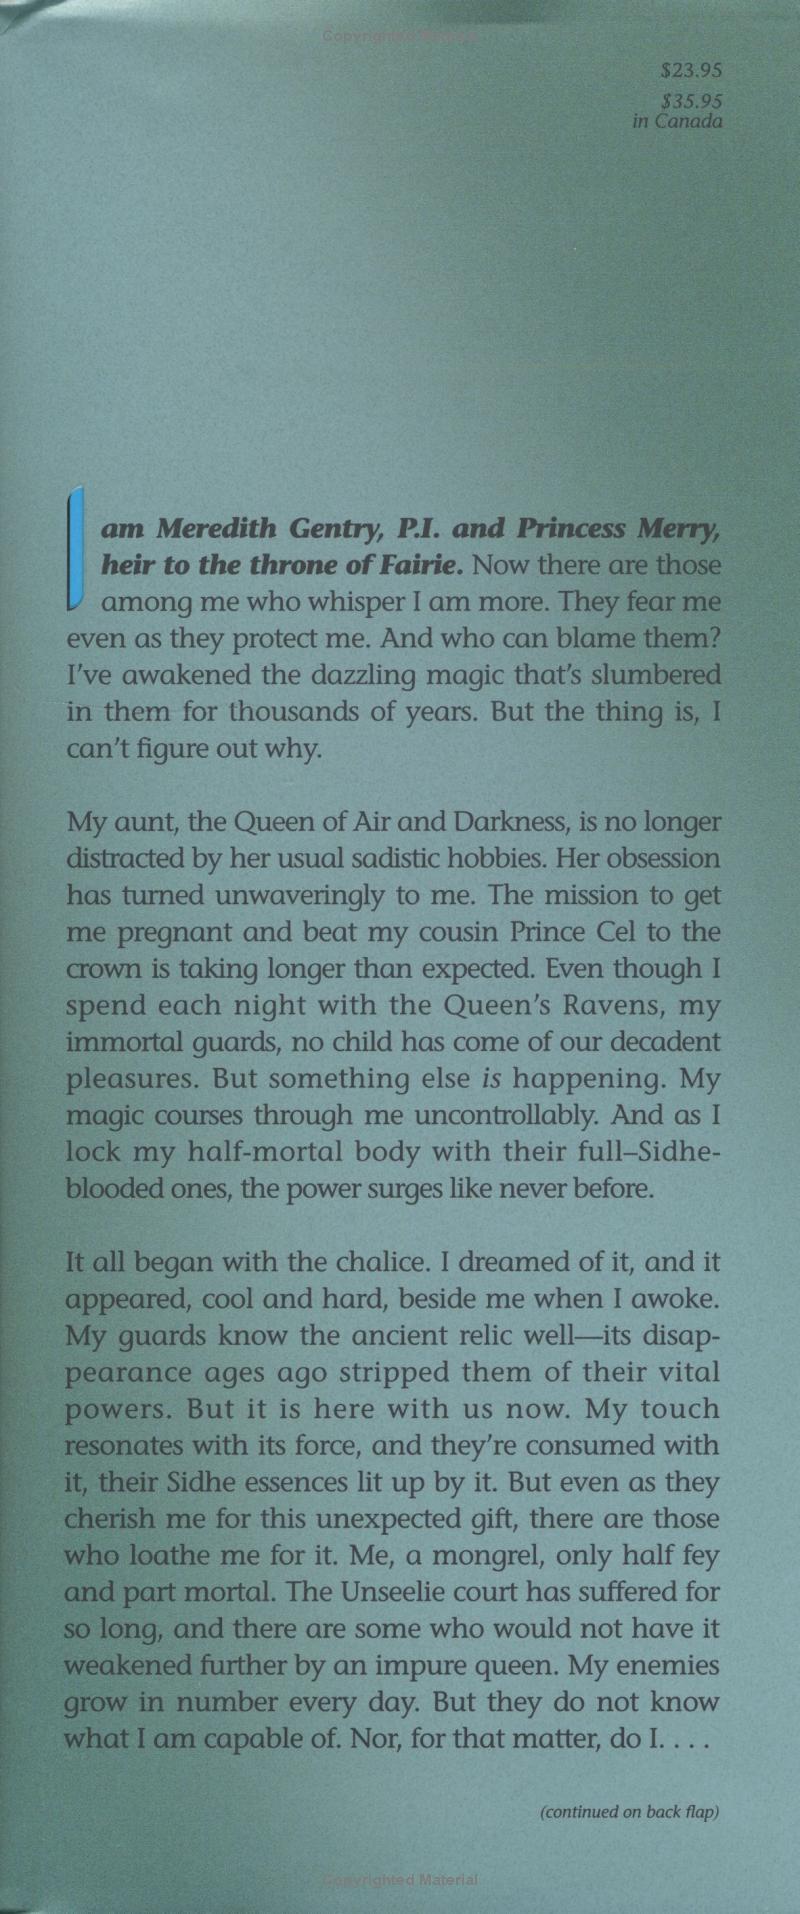 Copyrighted Material
$23.95
$35.95
in Canada
I am Meredith Gentry, P.I. and Princess Merry,
heir to the throne of Fairie. Now there are those
among me who whisper I am more. They fear me
even as they protect me. And who can blame them?
I've awakened the dazzling magic that's slumbered
in them for thousands of years. But the thing is, I
can't figure out why.
My aunt, the Queen of Air and Darkness, is no longer
distracted by her usual sadistic hobbies. Her obsession
has turned unwaveringly to me. The mission to get
me pregnant and beat my cousin Prince Cel to the
crown is taking longer than expected. Even though I
spend each night with the Queen's Ravens, my
immortal guards, no child has come of our decadent
pleasures. But something else is happening. My
magic courses through me uncontrollably. And as I
lock my half-mortal body with their full–Sidhe-
blooded ones, the power surges like never before.
It all began with the chalice. I dreamed of it, and it
appeared, cool and hard, beside me when I awoke.
My guards know the ancient relic well—its disap-
pearance ages ago stripped them of their vital
powers. But it is here with us now. My touch
resonates with its force, and they're consumed with
it, their Sidhe essences lit up by it. But even as they
cherish me for this unexpected gift, there are those
who loathe me for it. Me, a mongrel, only half fey
and part mortal. The Unseelie court has suffered for
so long, and there are some who would not have it
weakened further by an impure queen. My enemies
grow in number every day. But they do not know
what I am capable of. Nor, for that matter, do I. . . .
(continued on back flap)
Copyrighted Material